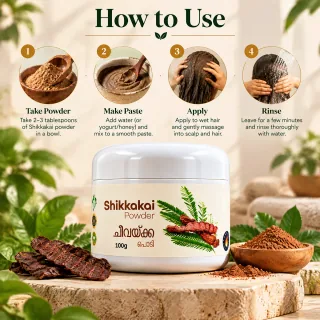 How to Use
1
2
3
4
Take Powder
Take 2–3 tablespoons
of Shikkakai powder
in a bowl.
Make Paste
Add water (or
yogurt/honey) and
mix to a smooth paste.
Apply
Apply to wet hair
and gently massage
into scalp and hair.
Rinse
Leave for a few minutes
and rinse thoroughly
with water.
Shikkakai
Powder
ചീവയ്ക്ക
പൊടി
100g